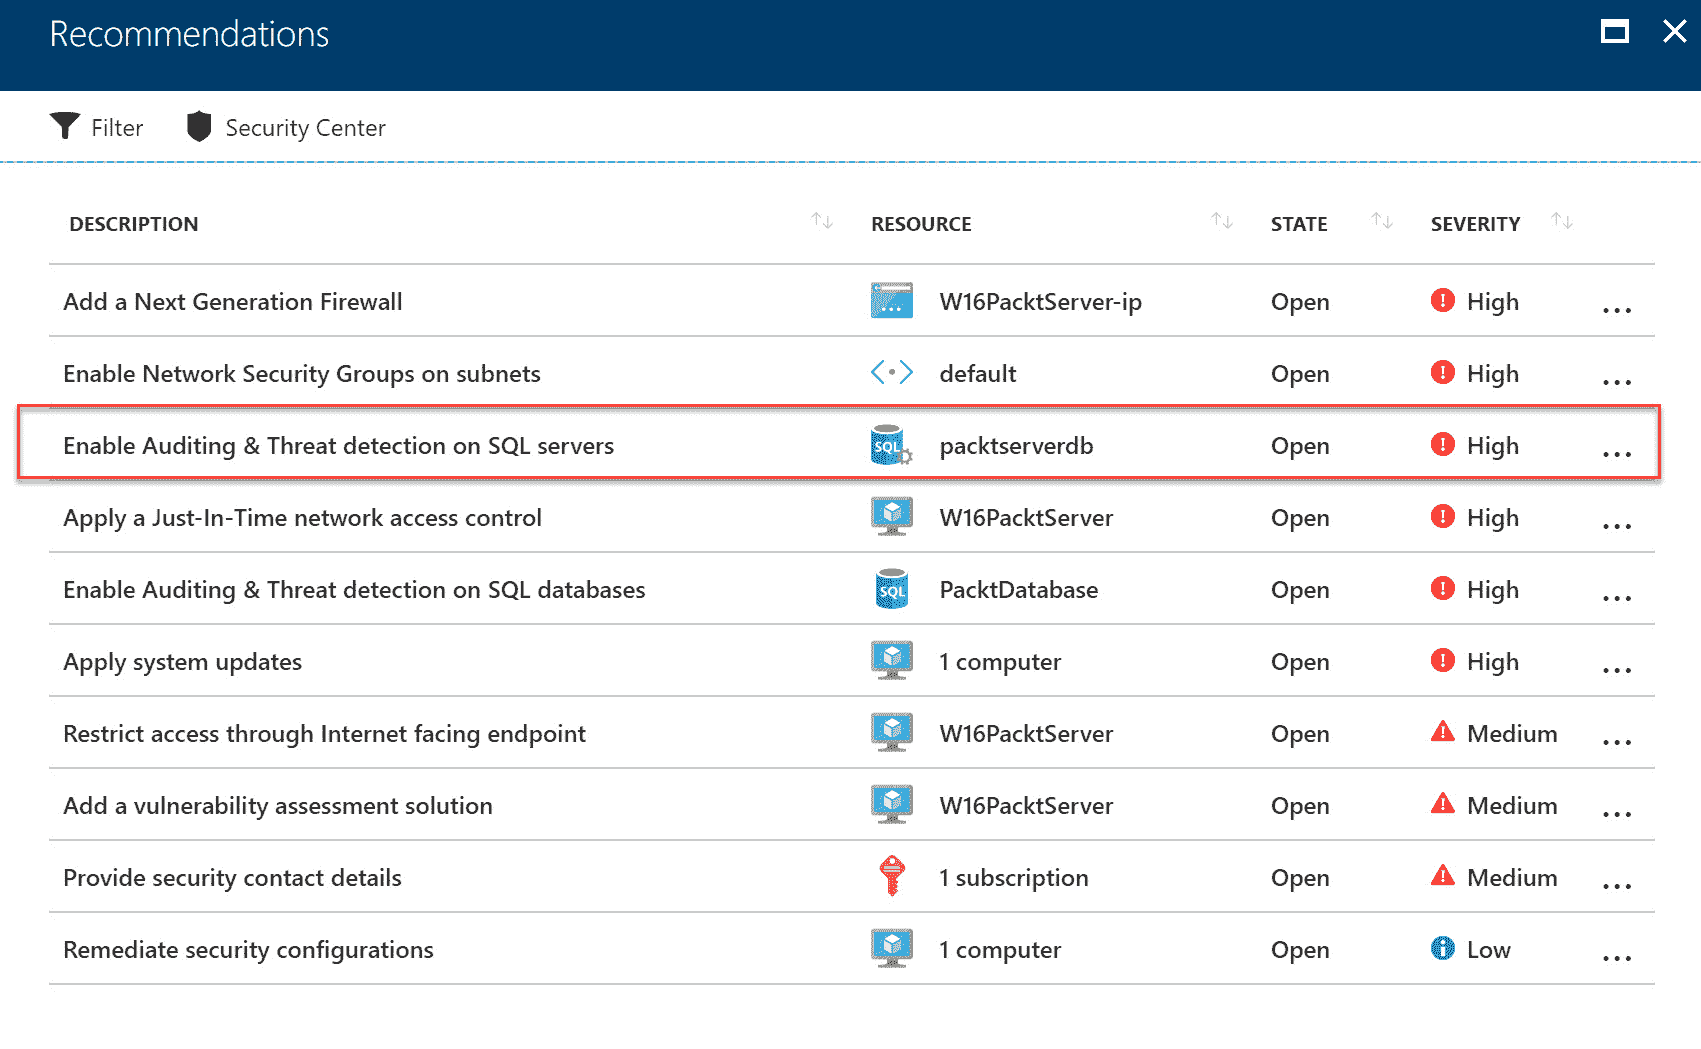 Recommendations
Filter Security Center
DESCRIPTION RESOURCE STATE SEVERITY
Add a Next Generation Firewall W16PacktServer-ip Open High ...
Enable Network Security Groups on subnets default Open High ...
Enable Auditing & Threat detection on SQL servers SQL packtserverdb Open High ...
Apply a Just-In-Time network access control W16PacktServer Open High ...
Enable Auditing & Threat detection on SQL databases SQL PacktDatabase Open High ...
Apply system updates 1 computer Open High ...
Restrict access through Internet facing endpoint W16PacktServer Open Medium ...
Add a vulnerability assessment solution W16PacktServer Open Medium ...
Provide security contact details 1 subscription Open Medium ...
Remediate security configurations 1 computer Open Low ...